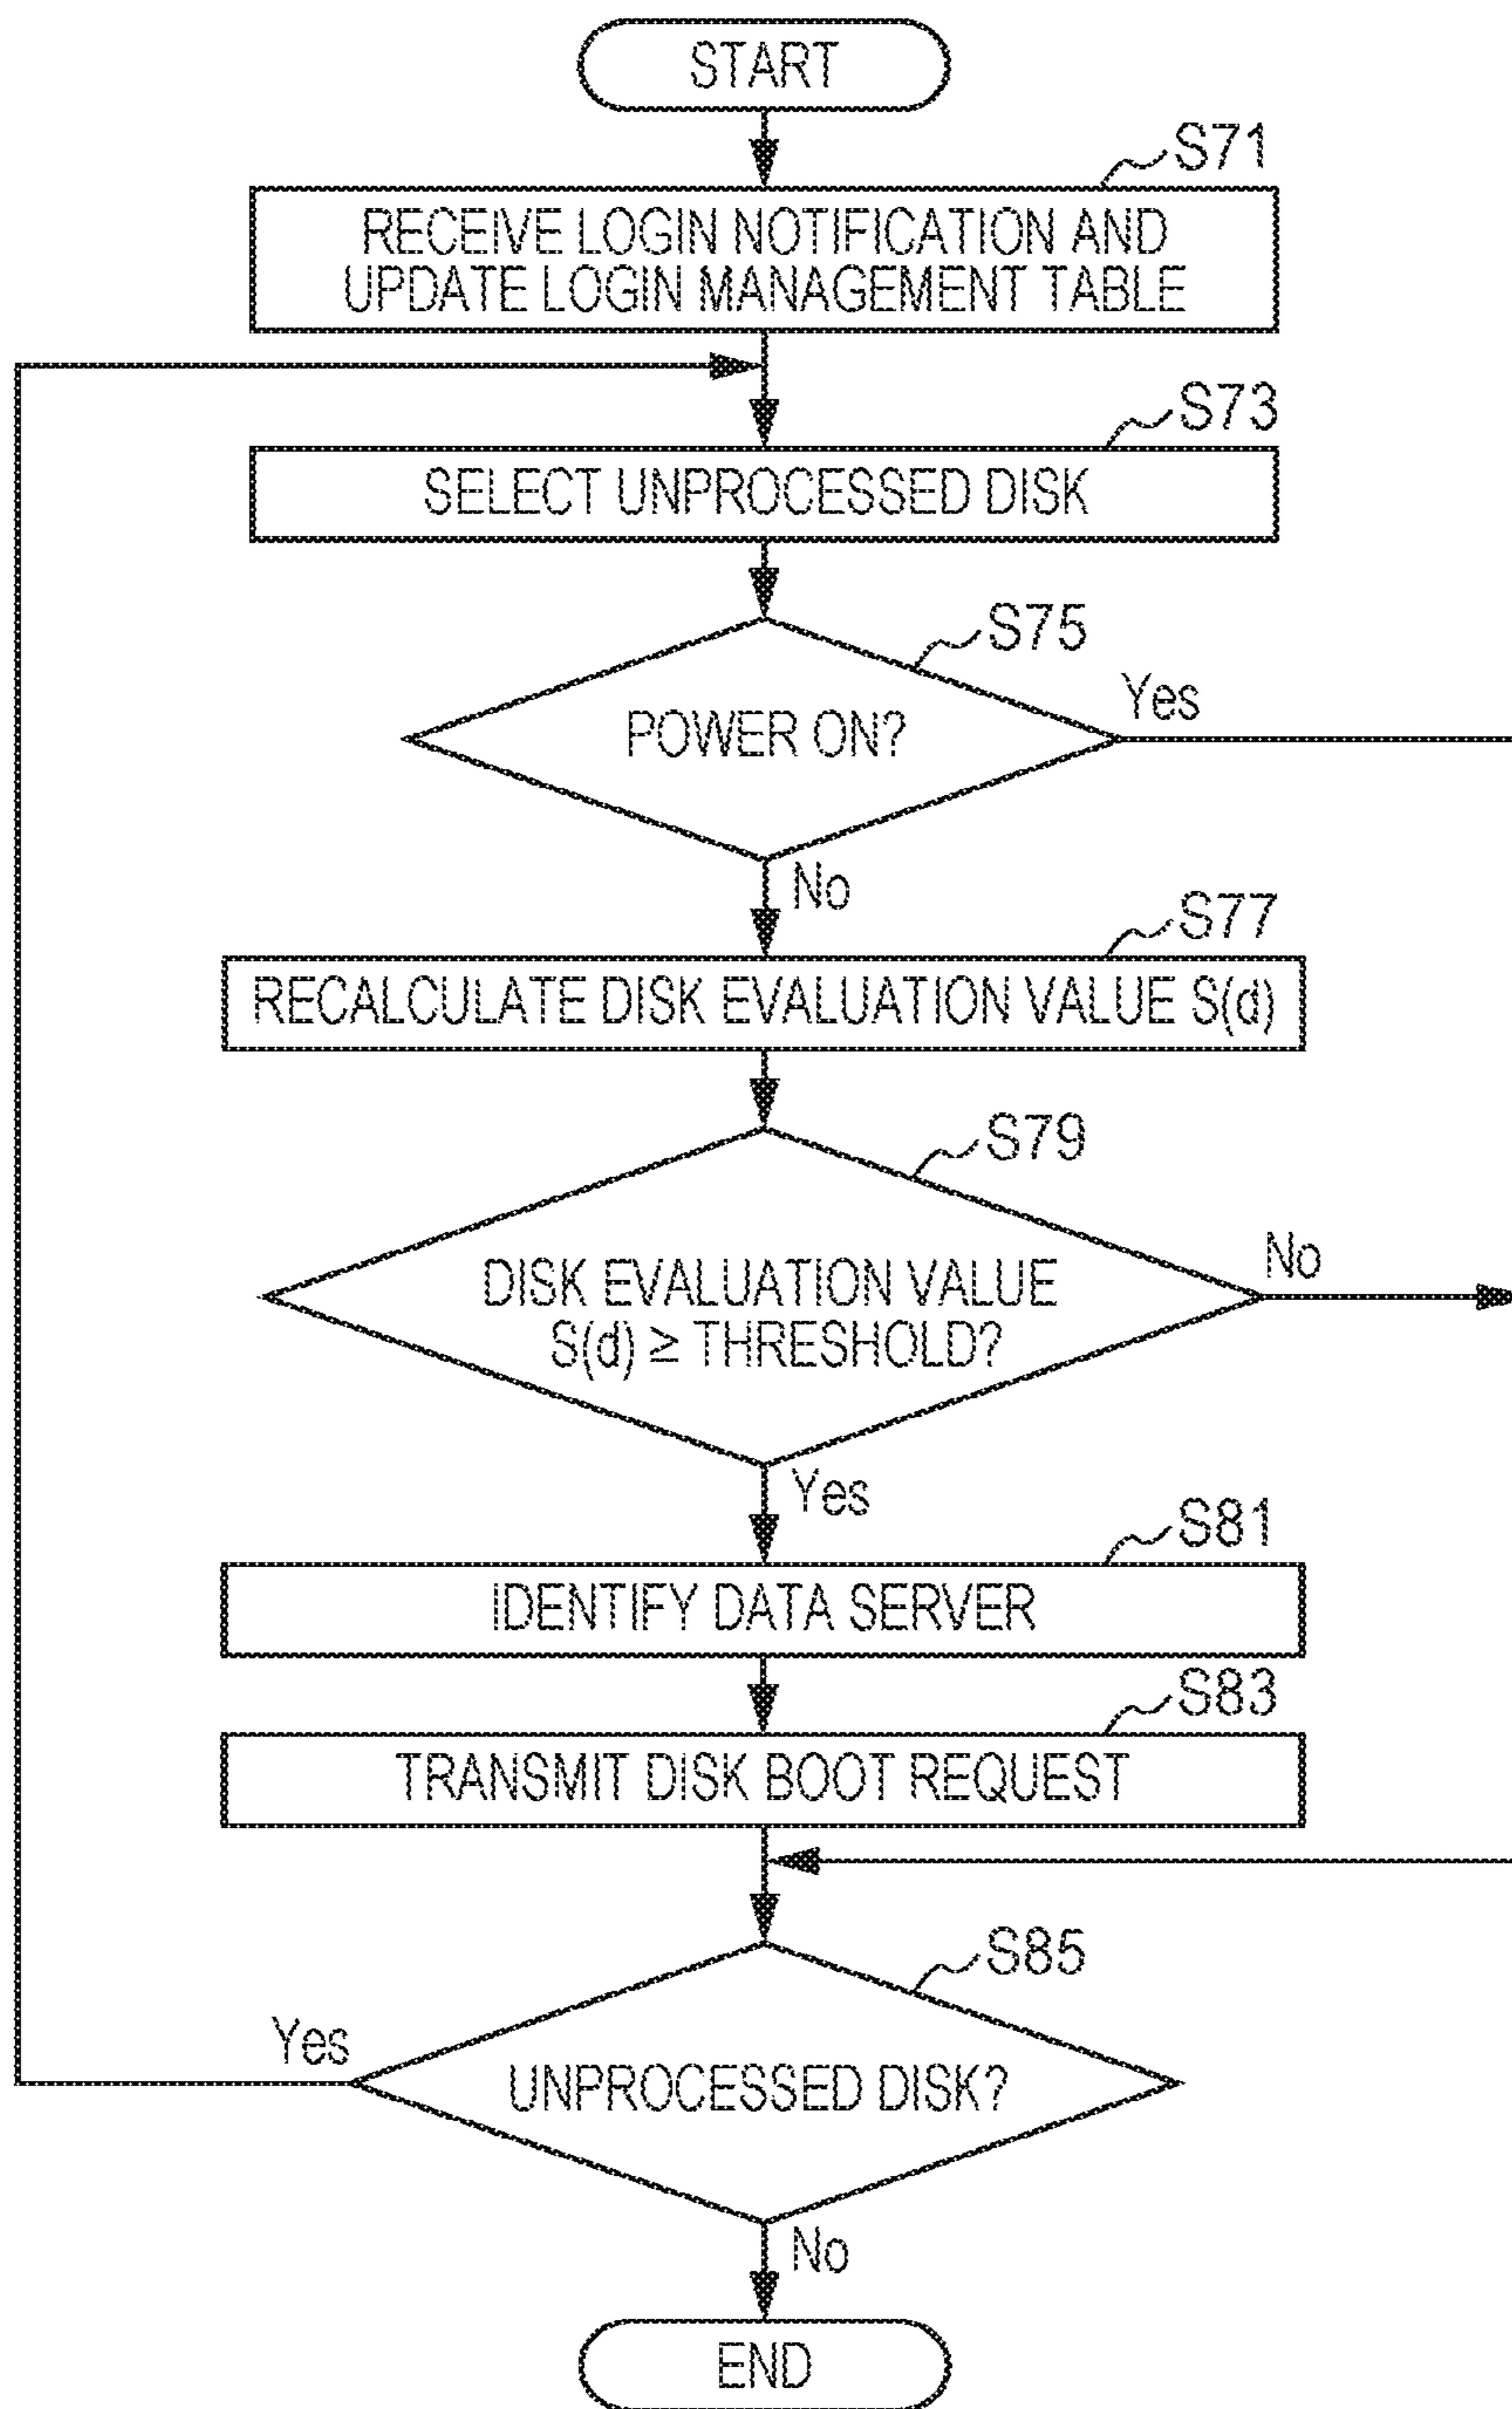 START
S71
RECEIVE LOGIN NOTIFICATION AND
UPDATE LOGIN MANAGEMENT TABLE
S73
SELECT UNPROCESSED DISK
S75
POWER ON?
Yes
No
S77
RECALCULATE DISK EVALUATION VALUE S(d)
S79
DISK EVALUATION VALUE
S(d) ≥ THRESHOLD?
No
Yes
S81
IDENTIFY DATA SERVER
S83
TRANSMIT DISK BOOT REQUEST
S85
UNPROCESSED DISK?
Yes
No
END